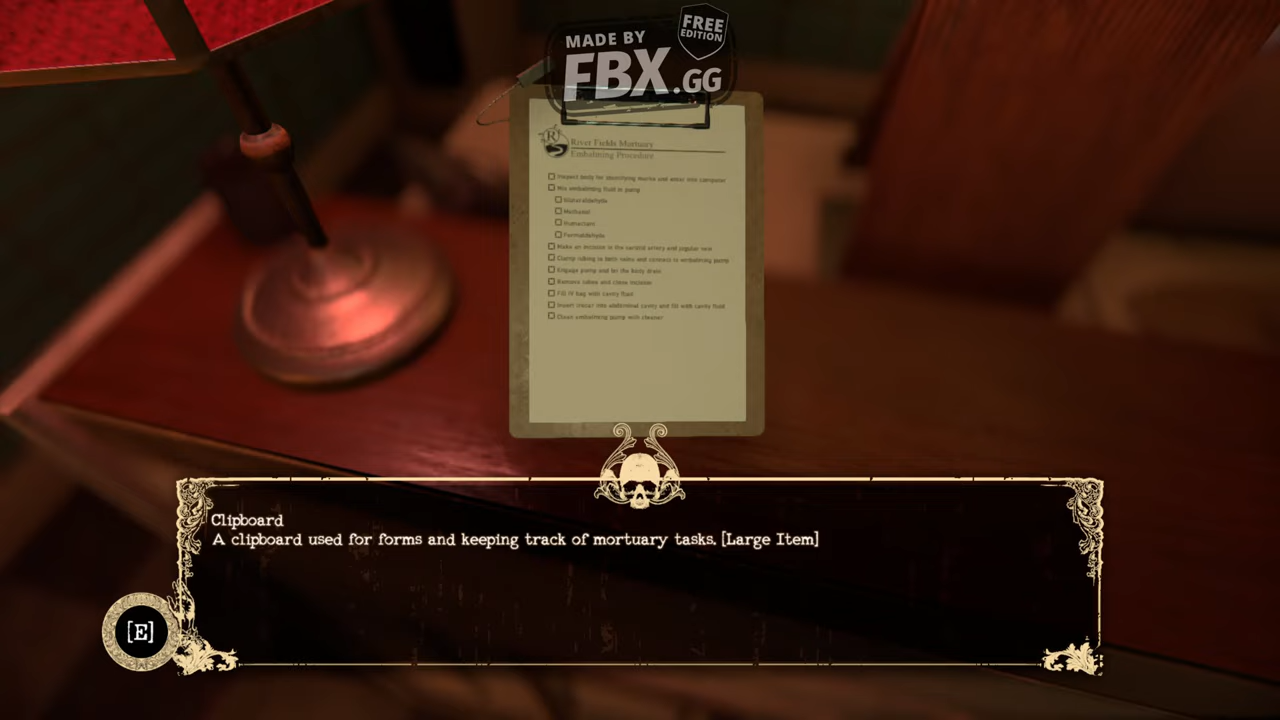 MADE BY
FREE
EDITION
FBX.GG
River Fields Mortuary
Embalming Procedure
Inspect body for identifying marks and enter into computer
Mix embalming fluid in pump
Glutaraldehyde
Methanol
Humectant
Formaldehyde
Make an incision in the carotid artery and jugular vein
Clamp tubing to both veins and connect to embalming pump
Engage pump and let the body drain
Remove tubes and close incision
Fill IV bag with cavity fluid
Insert trocar into abdominal cavity and fill with cavity fluid
Clean embalming pump with cleaner
Clipboard
A clipboard used for forms and keeping track of mortuary tasks. [Large Item]
[E]